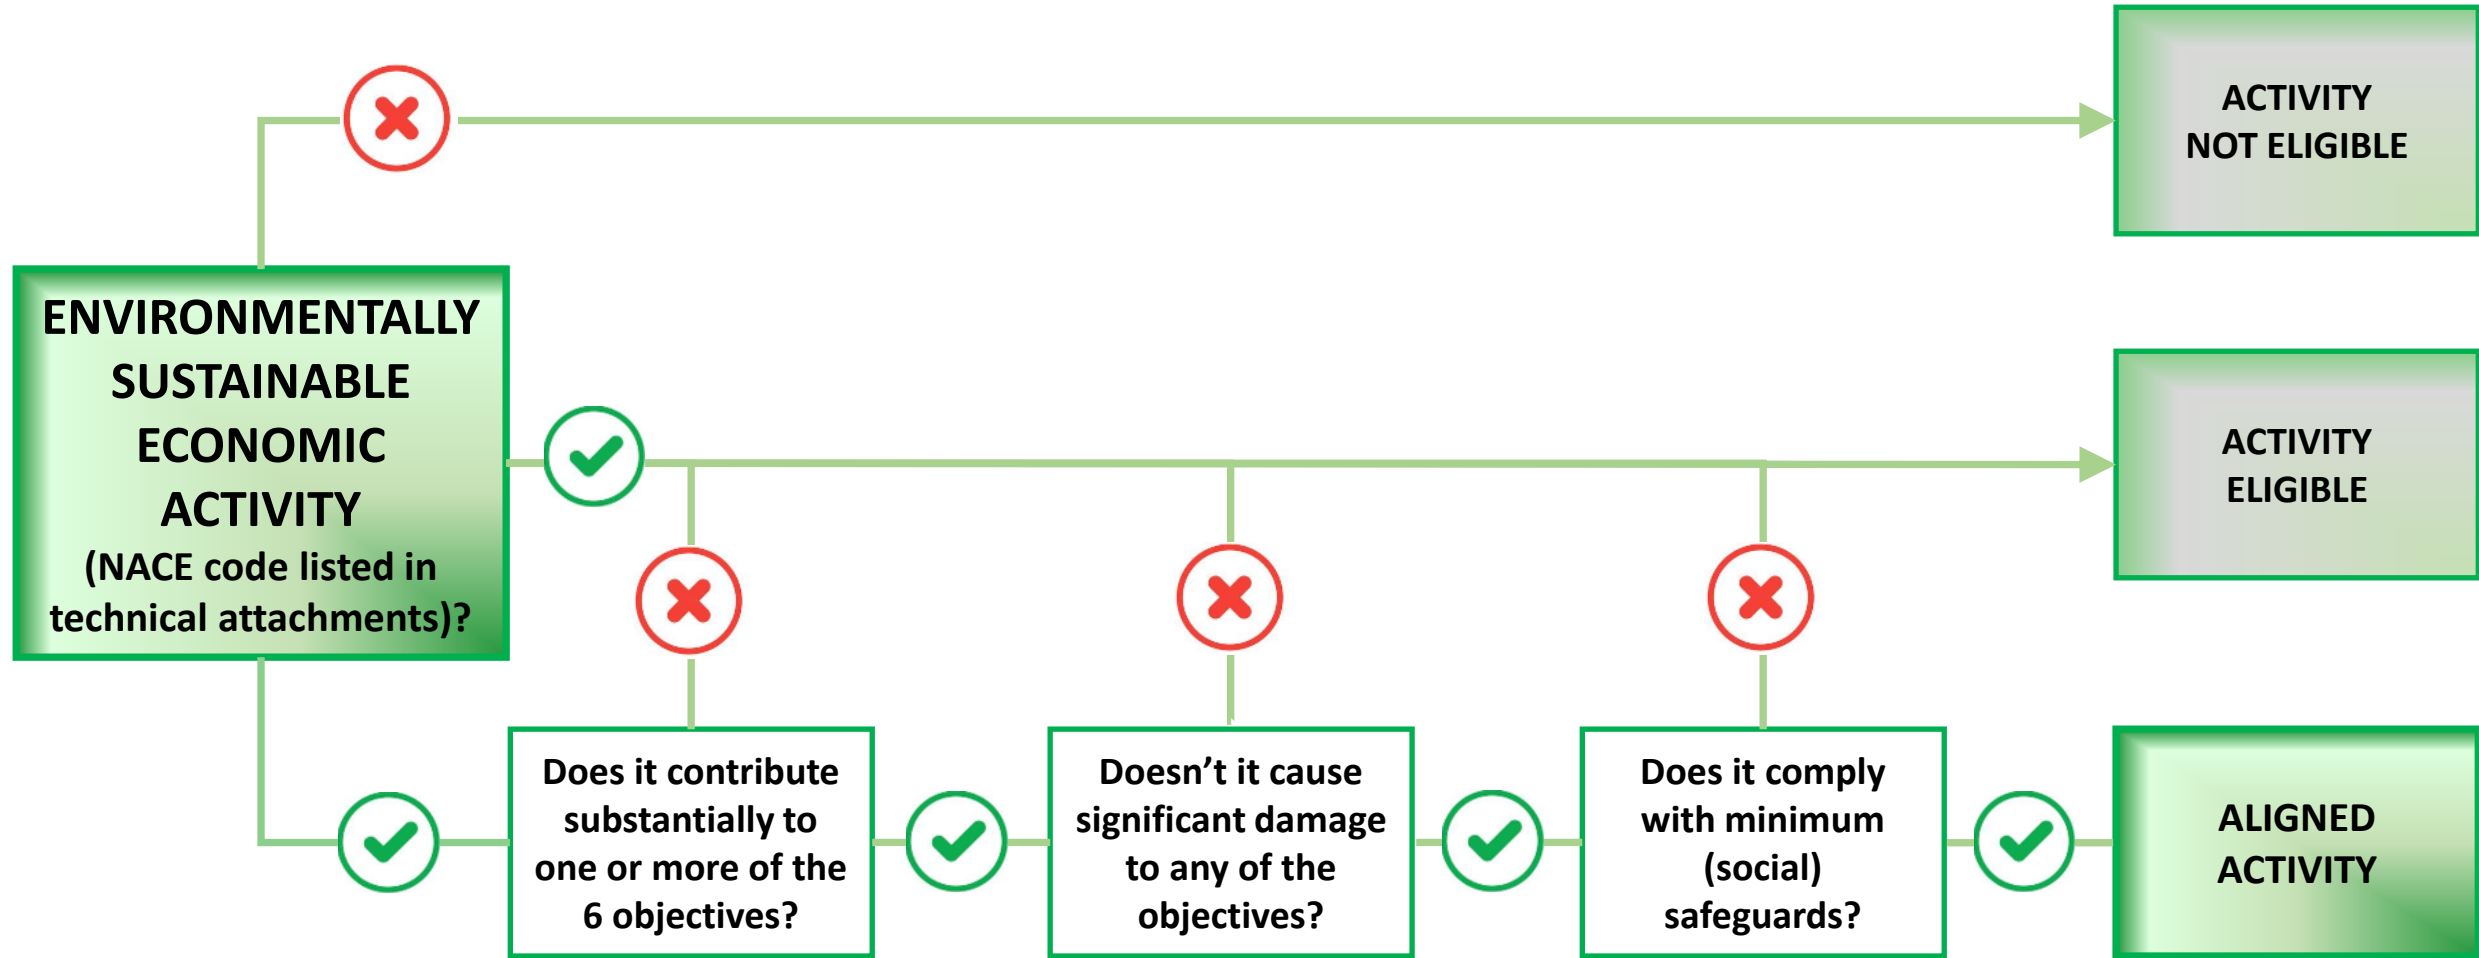 ACTIVITY
NOT ELIGIBLE
ENVIRONMENTALLY
SUSTAINABLE
ECONOMIC
ACTIVITY
(NACE code listed in
technical attachments)?
ACTIVITY
ELIGIBLE
Does it contribute
substantially to
one or more of the
6 objectives?
Doesn’t it cause
significant damage
to any of the
objectives?
Does it comply
with minimum
(social)
safeguards?
ALIGNED
ACTIVITY